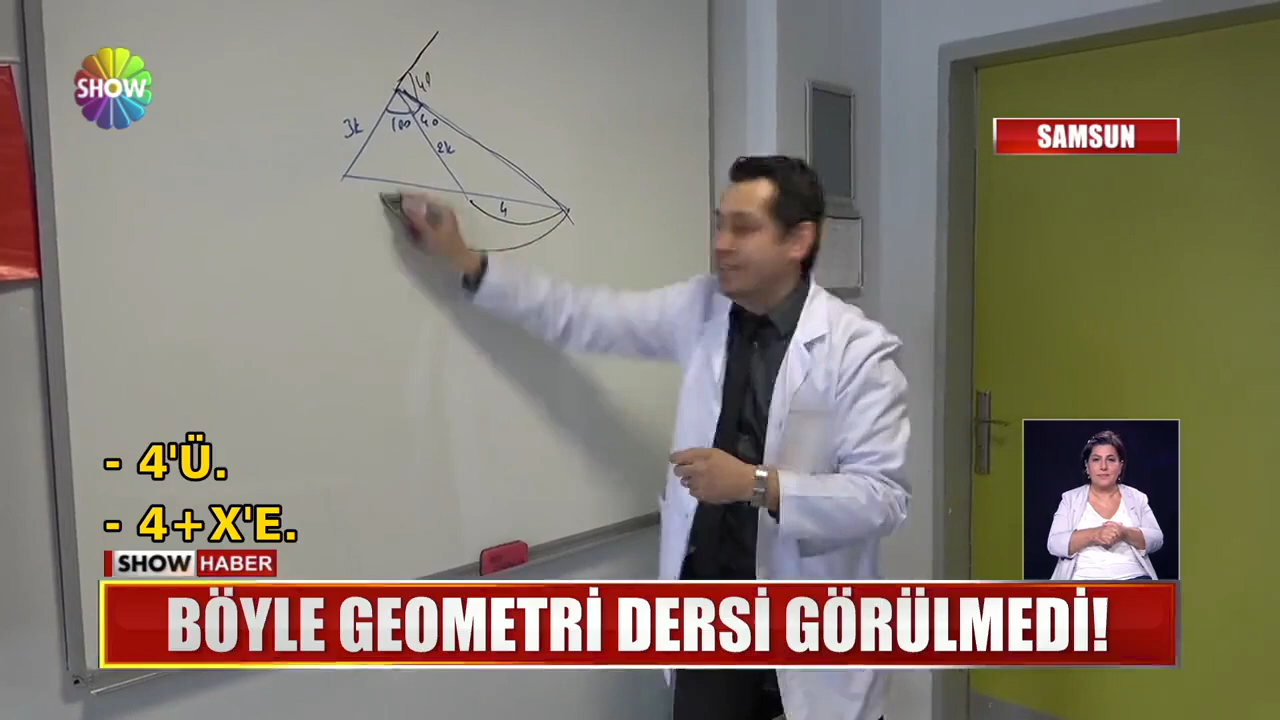 SHOW
SAMSUN
40
3k
100
40
2k
4
- 4'Ü.
- 4+X'E.
SHOW HABER
BÖYLE GEOMETRİ DERSİ GÖRÜLMEDİ!